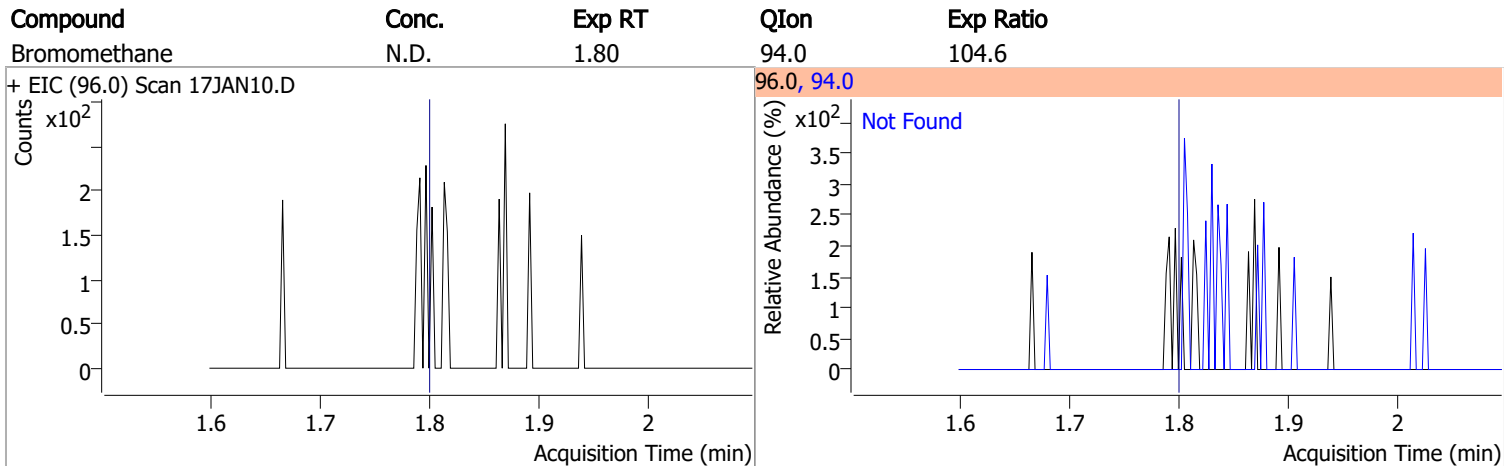 Compound Conc. Exp RT QIon Exp Ratio
Bromomethane N.D. 1.80 94.0 104.6
+ EIC (96.0) Scan 17JAN10.D
Counts
x10²
2
1.5
1
0.5
0
1.6 1.7 1.8 1.9 2
Acquisition Time (min)
96.0, 94.0
Relative Abundance (%)
x10²
Not Found
3.5
3
2.5
2
1.5
1
0.5
0
1.6 1.7 1.8 1.9 2
Acquisition Time (min)